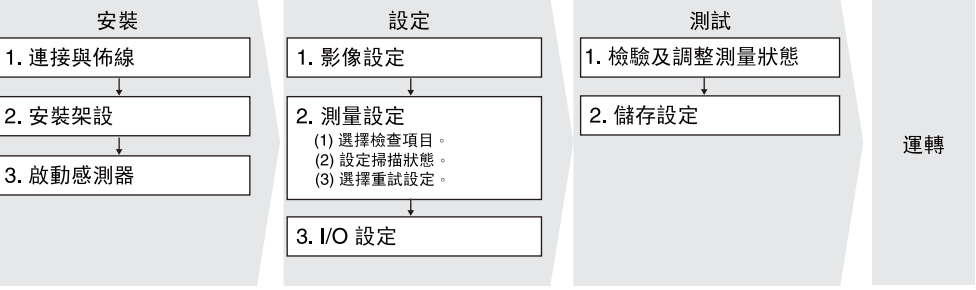 安裝
1. 連接與佈線
2. 安裝架設
3. 啟動感測器
設定
1. 影像設定
2. 測量設定
(1) 選擇檢查項目。
(2) 設定掃描狀態。
(3) 選擇重試設定。
3. I/O 設定
測試
1. 檢驗及調整測量狀態
2. 儲存設定
運轉